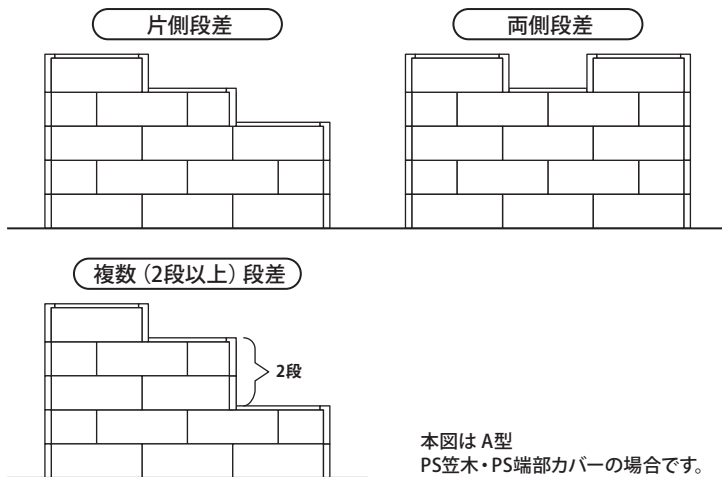 片側段差
両側段差
複数（2段以上）段差
2段
本図は A型
PS笠木・PS端部カバーの場合です。